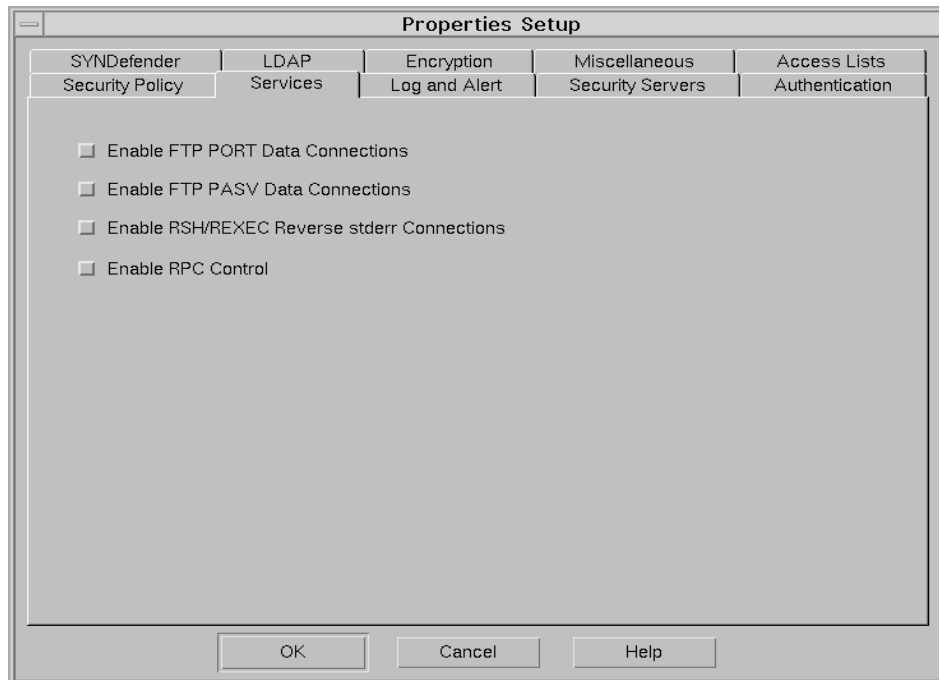 Properties Setup
SYNDefender LDAP Encryption Miscellaneous Access Lists
Security Policy Services Log and Alert Security Servers Authentication
Enable FTP PORT Data Connections
Enable FTP PASV Data Connections
Enable RSH/REXEC Reverse stderr Connections
Enable RPC Control
OK Cancel Help